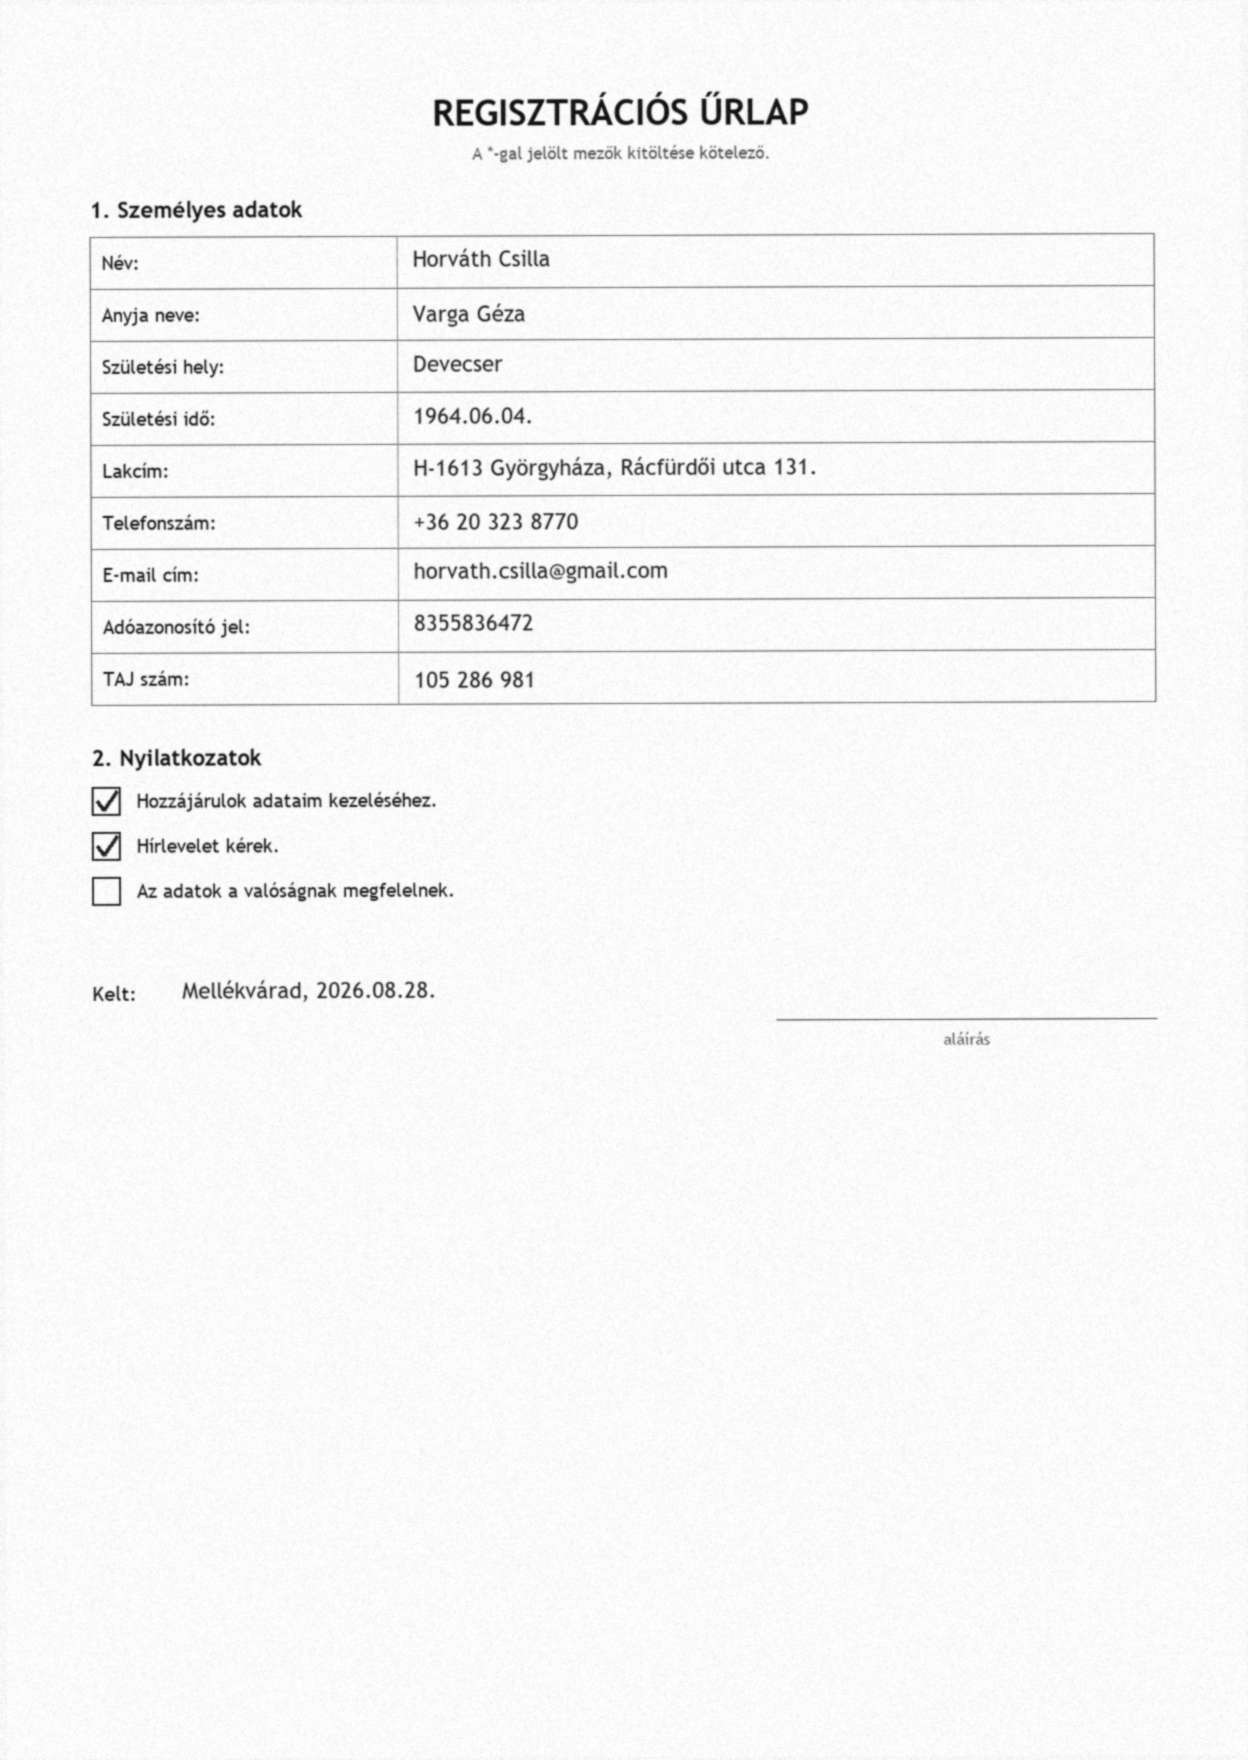 REGISZTRÁCIÓS ŰRLAP
A *-gal jelölt mezők kitöltése kötelező.
1. Személyes adatok
Név: Horváth Csilla
Anyja neve: Varga Géza
Születési hely: Devecser
Születési idő: 1964.06.04.
Lakcím: H-1613 Györgyháza, Rácfürdői utca 131.
Telefonszám: +36 20 323 8770
E-mail cím: horvath.csilla@gmail.com
Adóazonosító jel: 8355836472
TAJ szám: 105 286 981
2. Nyilatkozatok
Hozzájárulok adataim kezeléséhez.
Hírlevelet kérek.
Az adatok a valóságnak megfelelnek.
Kelt: Mellékvárad, 2026.08.28.
aláírás